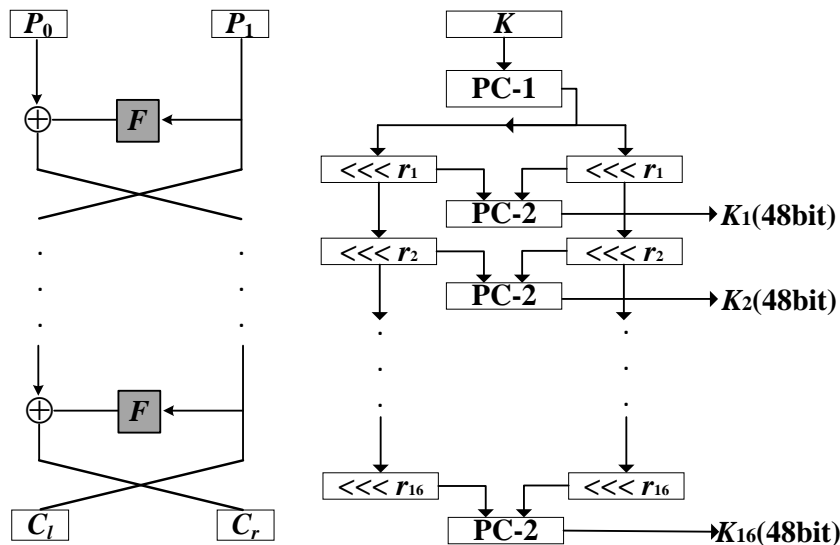 P₀ P₁ K
PC-1
F
<<< r₁ <<< r₁
PC-2 K₁(48bit)
<<< r₂ <<< r₂
PC-2 K₂(48bit)
F
<<< r₁₆ <<< r₁₆
Cₗ Cᵣ PC-2 K₁₆(48bit)